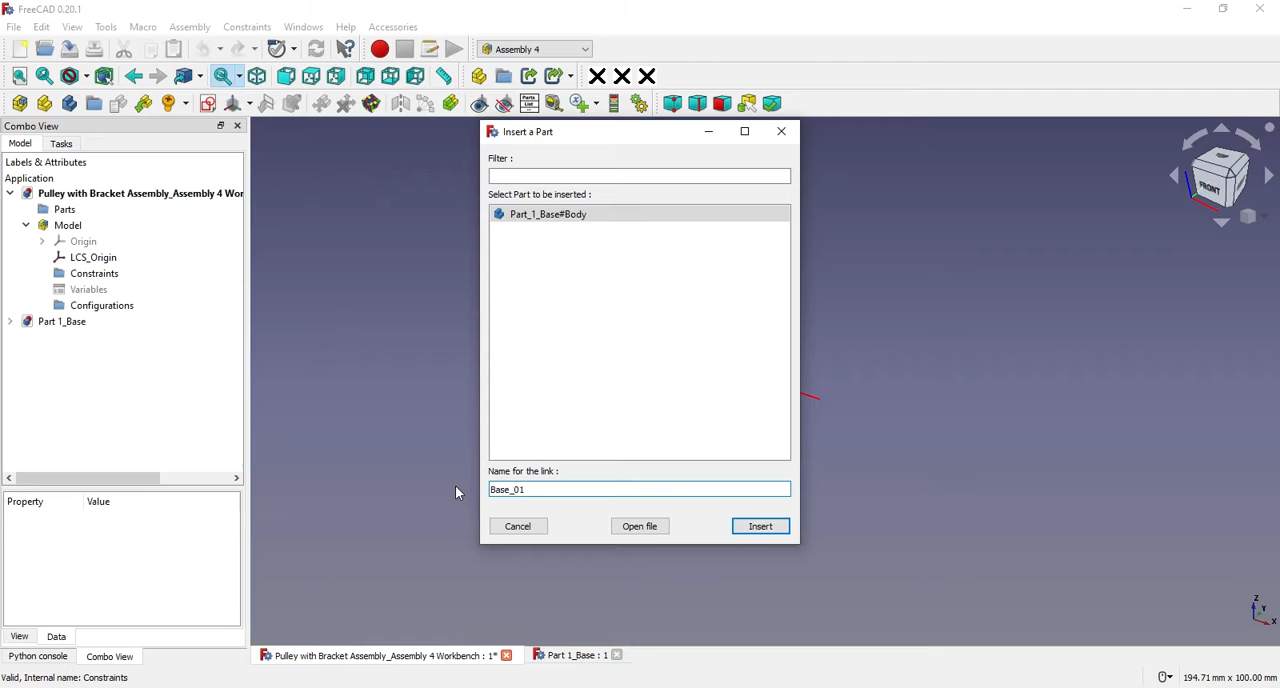 FreeCAD 0.20.1
File Edit View Tools Macro Assembly Constraints Windows Help Accessories
Assembly 4
Parts List
Combo View
Model Tasks
Labels & Attributes
Application
Pulley with Bracket Assembly_Assembly 4 Wor
Parts
Model
Origin
LCS_Origin
Constraints
Variables
Configurations
Part 1_Base
Property Value
View Data
Python console Combo View
Insert a Part
Filter :
Select Part to be inserted :
Part_1_Base#Body
Name for the link :
Base_01
Cancel Open file Insert
FRONT
Z
Y
X
Pulley with Bracket Assembly_Assembly 4 Workbench : 1* Part 1_Base : 1
Valid, Internal name: Constraints 194.71 mm x 100.00 mm